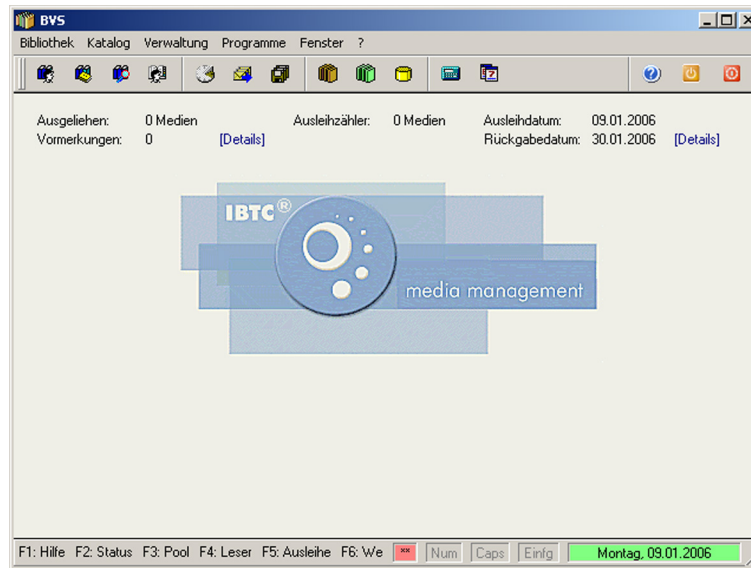 BVS
Bibliothek Katalog Verwaltung Programme Fenster ?
Ausgeliehen: 0 Medien Ausleihzähler: 0 Medien Ausleihdatum: 09.01.2006
Vormerkungen: 0 [Details] Rückgabedatum: 30.01.2006 [Details]
IBTC®
media management
F1: Hilfe F2: Status F3: Pool F4: Leser F5: Ausleihe F6: We ** Num Caps Einfg Montag, 09.01.2006